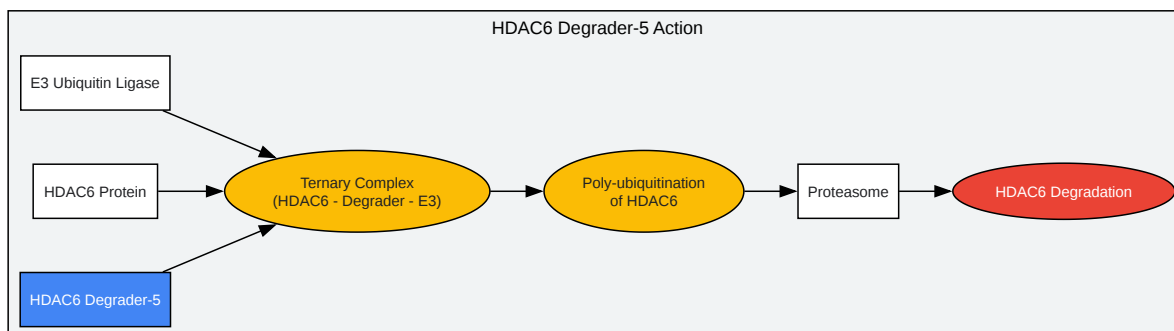 HDAC6 Degrader-5 Action
E3 Ubiquitin Ligase
HDAC6 Protein
HDAC6 Degrader-5
Ternary Complex
(HDAC6 - Degrader - E3)
Poly-ubiquitination
of HDAC6
Proteasome
HDAC6 Degradation